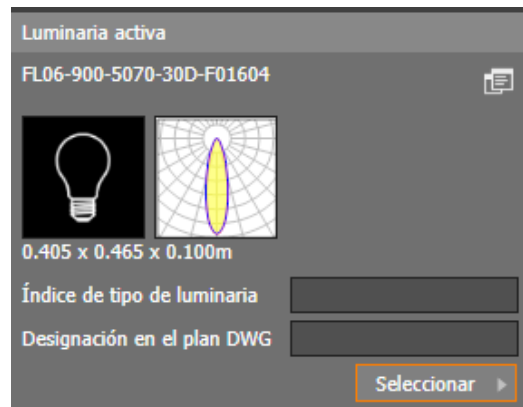 Luminaria activa
FL06-900-5070-30D-F01604
0.405 x 0.465 x 0.100m
Índice de tipo de luminaria
Designación en el plan DWG
Seleccionar